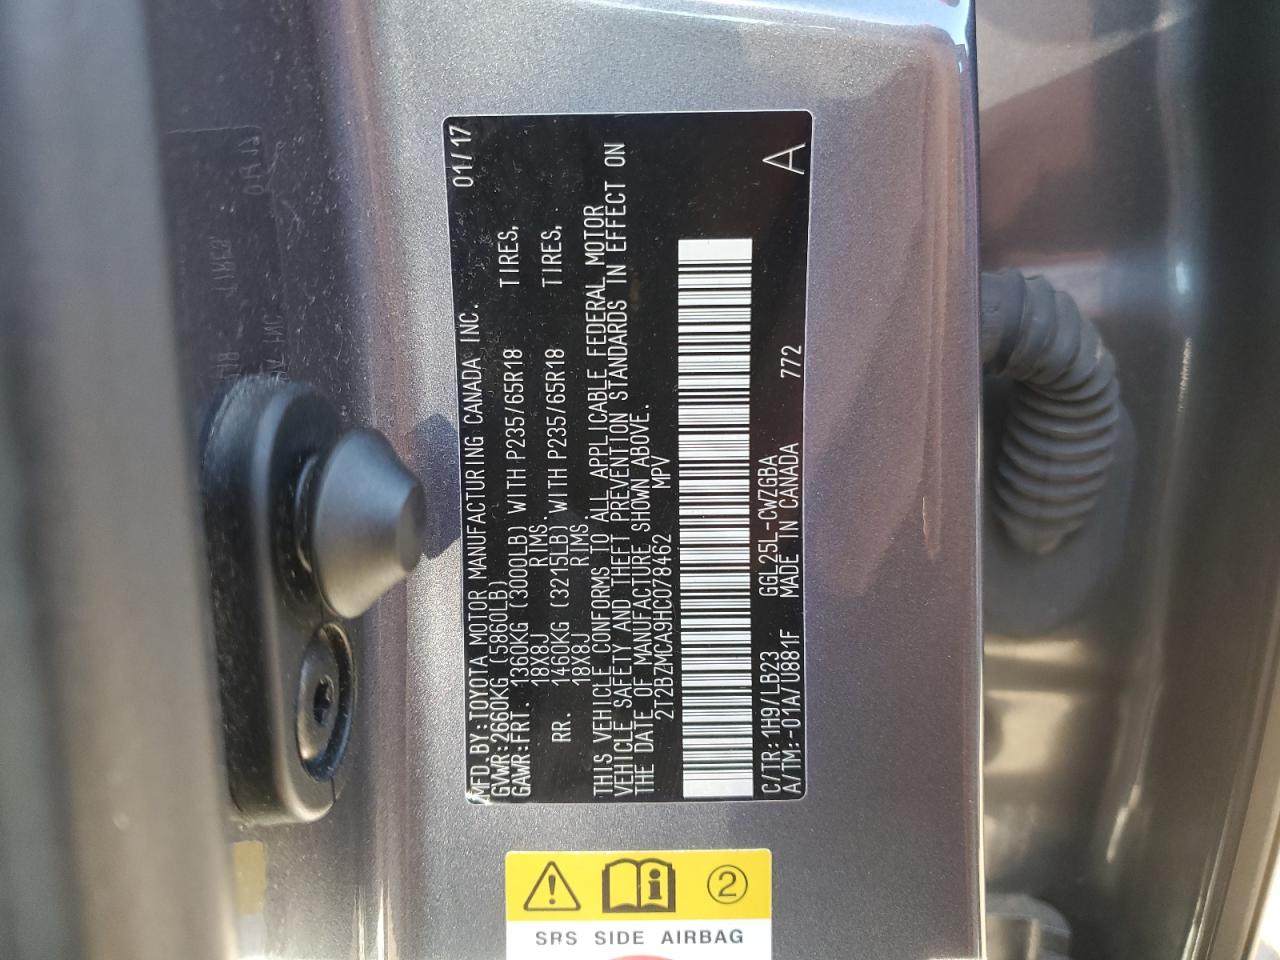 MFD.BY:TOYOTA MOTOR MANUFACTURING CANADA INC. 01/17
GVWR:2660KG (5860LB)
GAWR:FRT. 1360KG (3000LB) WITH P235/65R18 TIRES,
18X8J RIMS
RR. 1460KG (3215LB) WITH P235/65R18 TIRES,
18X8J RIMS
THIS VEHICLE CONFORMS TO ALL APPLICABLE FEDERAL MOTOR
VEHICLE SAFETY AND THEFT PREVENTION STANDARDS IN EFFECT ON
THE DATE OF MANUFACTURE SHOWN ABOVE.
2T2BZMCA9HC078462 MPV
C/TR:1H9/LB23 GGL25L-CWZGBA
A/TM:-01A/U881F MADE IN CANADA 772 A
2
SRS SIDE AIRBAG